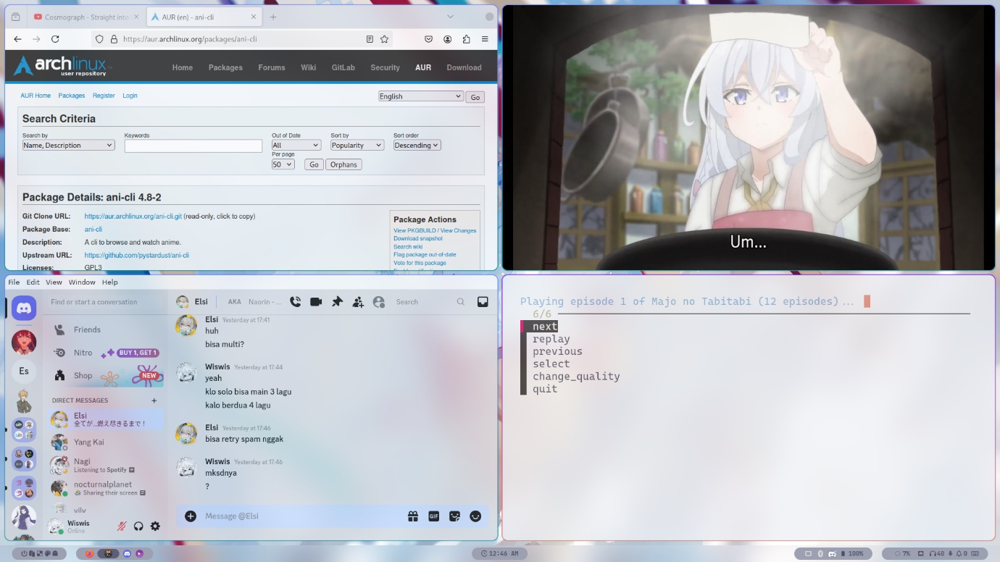 Cosmograph - Straight into
AUR (en) - ani-cli
https://aur.archlinux.org/packages/ani-cli
archlinux
user repository
Home Packages Forums Wiki GitLab Security AUR Download
AUR Home Packages Register Login
English Go
Search Criteria
Search by Keywords Out of Date Sort by Sort order
Name, Description All Popularity Descending
Per page
50 Go Orphans
Package Details: ani-cli 4.8-2
Git Clone URL: https://aur.archlinux.org/ani-cli.git (read-only, click to copy)
Package Base: ani-cli
Description: A cli to browse and watch anime.
Upstream URL: https://github.com/pystardust/ani-cli
Licenses: GPL3
Package Actions
View PKGBUILD / View Changes
Download snapshot
Search wiki
Flag package out-of-date
Vote for this package
Um...
File Edit View Window Help
Find or start a conversation
Friends
Nitro BUY 1, GET 1
Shop NEW
DIRECT MESSAGES +
Elsi
全てが...燃え尽きるまで！
Yang Kai
Nagi
Listening to Spotify
nocturnalplanet
Sharing their screen
vilv
Wiswis
Online
Es
Elsi AKA Naorin - ... Search
Elsi Yesterday at 17:41
huh
bisa multi?
Wiswis Yesterday at 17:44
yeah
klo solo bisa main 3 lagu
kalo berdua 4 lagu
Elsi Yesterday at 17:46
bisa retry spam nggak
Wiswis Yesterday at 17:46
mksdnya
?
Message @Elsi
GIF
Playing episode 1 of Majo no Tabitabi (12 episodes)...
6/6
next
replay
previous
select
change_quality
quit
12:46 AM
100%
7% 48 0